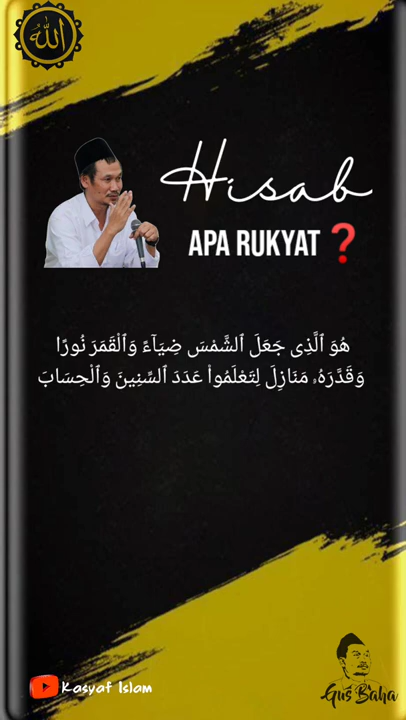 الله
Hisab
APA RUKYAT ❓
هُوَ ٱلَّذِى جَعَلَ ٱلشَّمْسَ ضِيَآءً وَٱلْقَمَرَ نُورًا
وَقَدَّرَهُۥ مَنَازِلَ لِتَعْلَمُوا۟ عَدَدَ ٱلسِّنِينَ وَٱلْحِسَابَ
Kasyaf Islam
Gus Baha